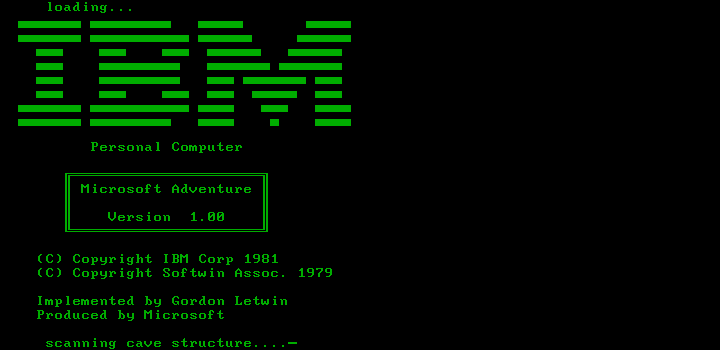 loading...
IBM
Personal Computer
Microsoft Adventure
Version 1.00
(C) Copyright IBM Corp 1981
(C) Copyright Softwin Assoc. 1979
Implemented by Gordon Letwin
Produced by Microsoft
scanning cave structure....